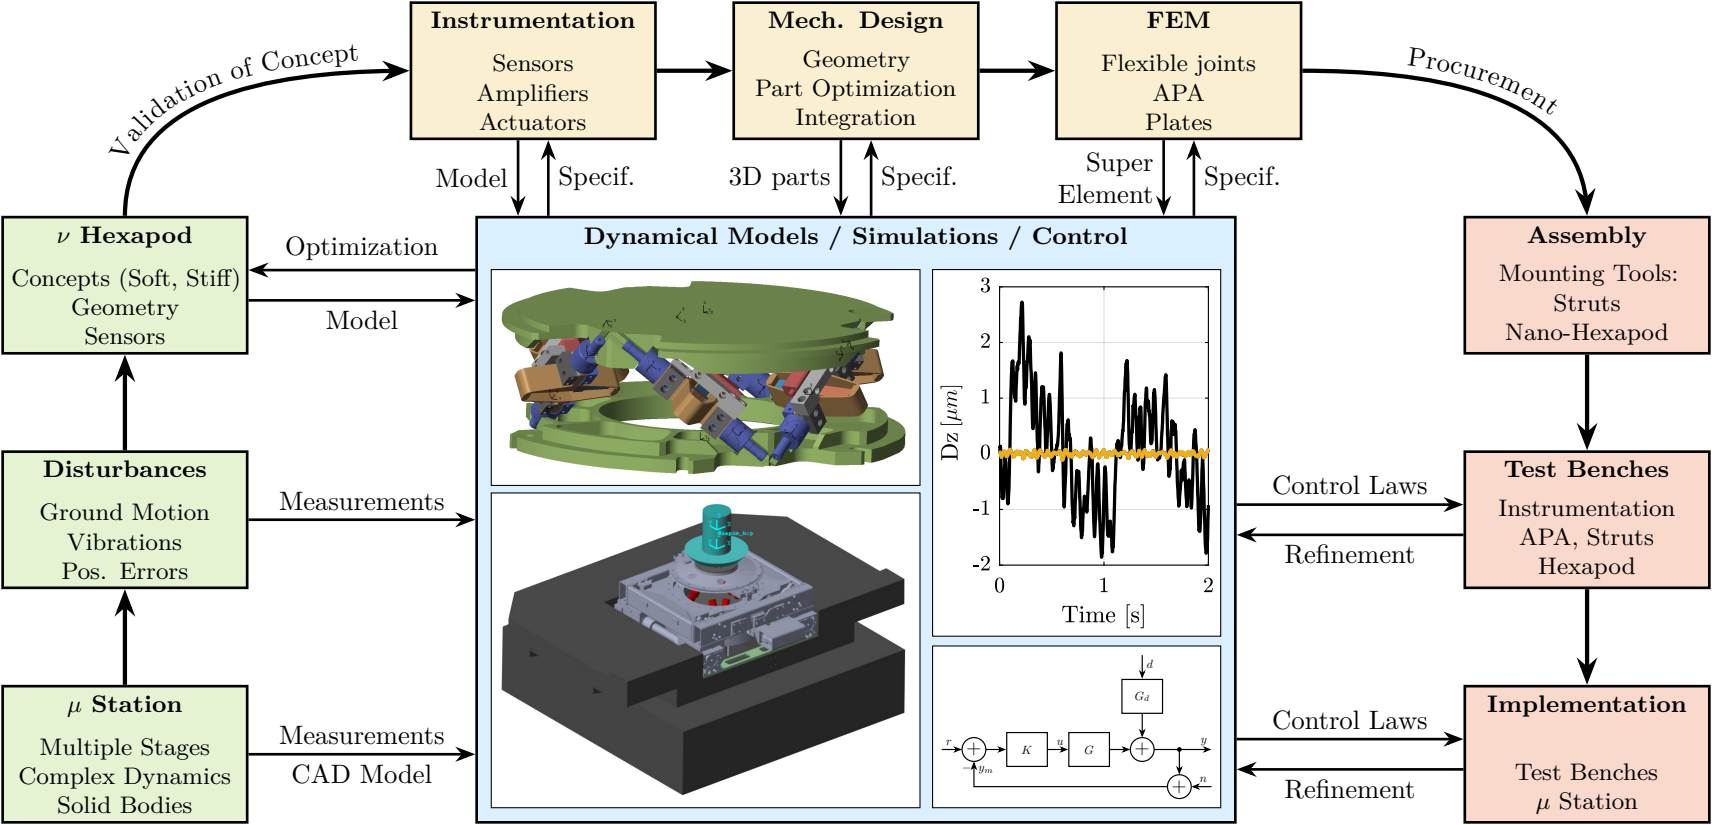 Instrumentation
Sensors
Amplifiers
Actuators
Mech. Design
Geometry
Part Optimization
Integration
FEM
Flexible joints
APA
Plates
Validation of Concept
Procurement
Model
Specif.
3D parts
Specif.
Super
Element
Specif.
ν Hexapod
Concepts (Soft, Stiff)
Geometry
Sensors
Optimization
Model
Disturbances
Ground Motion
Vibrations
Pos. Errors
Measurements
μ Station
Multiple Stages
Complex Dynamics
Solid Bodies
Measurements
CAD Model
Dynamical Models / Simulations / Control
3
2
1
0
-1
-2
Dz [μm]
0
1
2
Time [s]
d
G_d
r
+
K
u
G
+
y
−
y_m
+
n
Assembly
Mounting Tools:
Struts
Nano-Hexapod
Test Benches
Instrumentation
APA, Struts
Hexapod
Control Laws
Refinement
Implementation
Test Benches
μ Station
Control Laws
Refinement